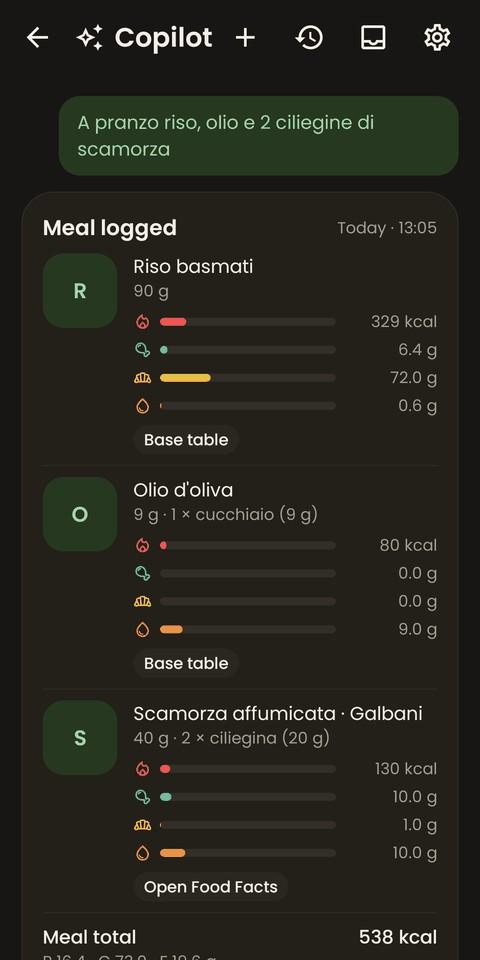 Copilot
A pranzo riso, olio e 2 ciliegine di
scamorza
Meal logged
Today · 13:05
R
Riso basmati
90 g
329 kcal
6.4 g
72.0 g
0.6 g
Base table
O
Olio d'oliva
9 g · 1 × cucchiaio (9 g)
80 kcal
0.0 g
0.0 g
9.0 g
Base table
S
Scamorza affumicata · Galbani
40 g · 2 × ciliegina (20 g)
130 kcal
10.0 g
1.0 g
10.0 g
Open Food Facts
Meal total
538 kcal